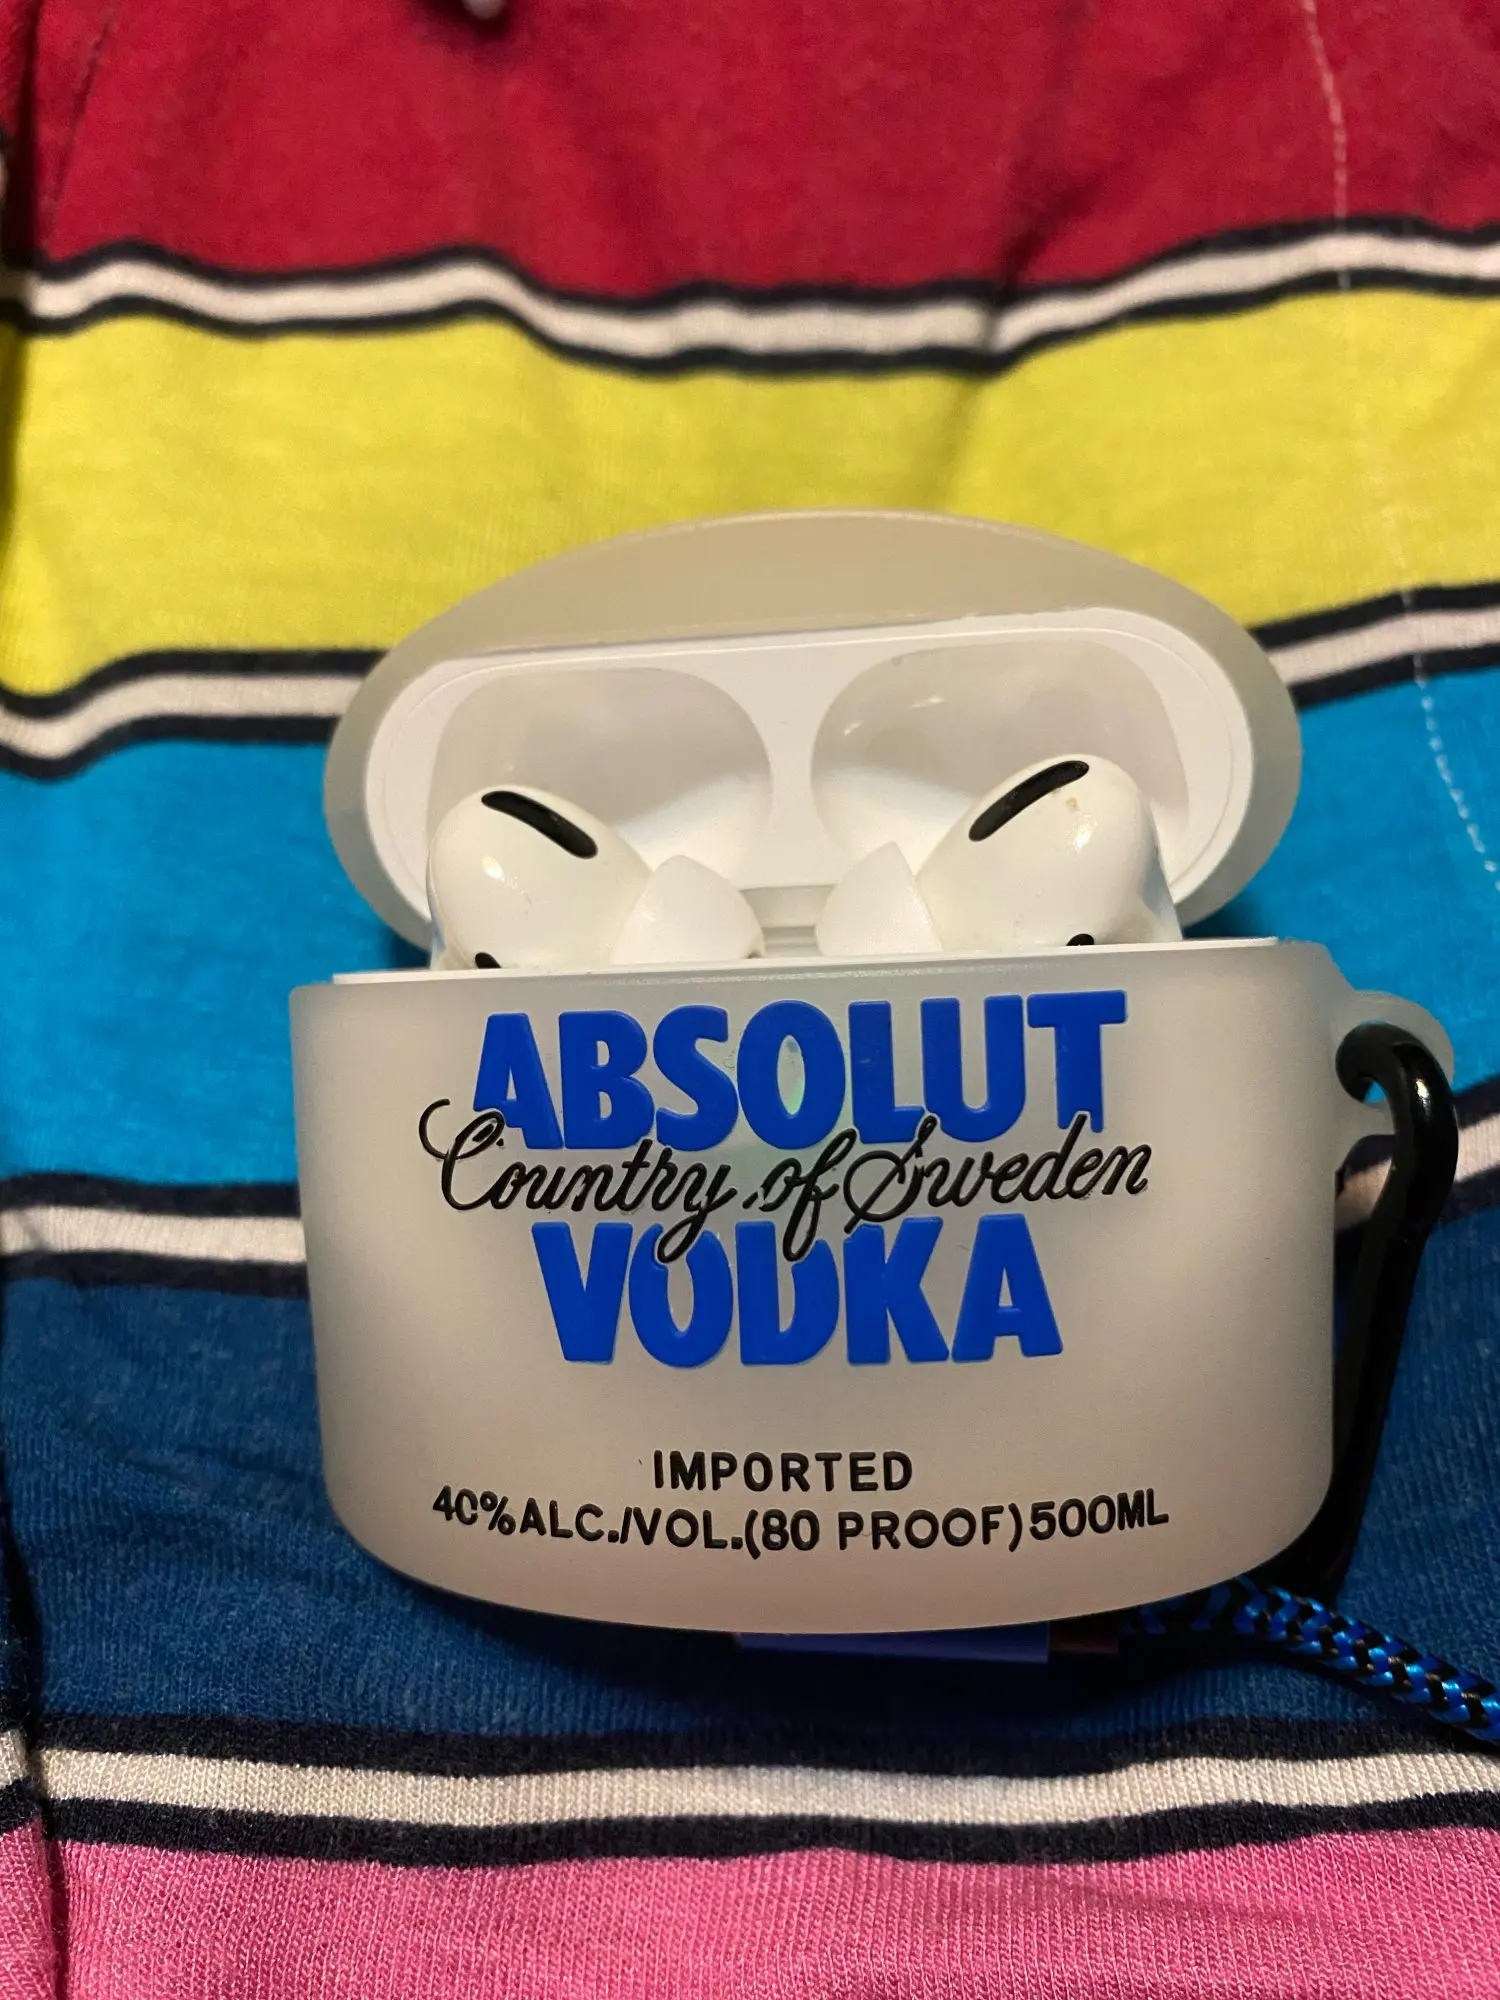 ABSOLUT
Country of Sweden
VODKA
IMPORTED
40%ALC./VOL.(80 PROOF)500ML